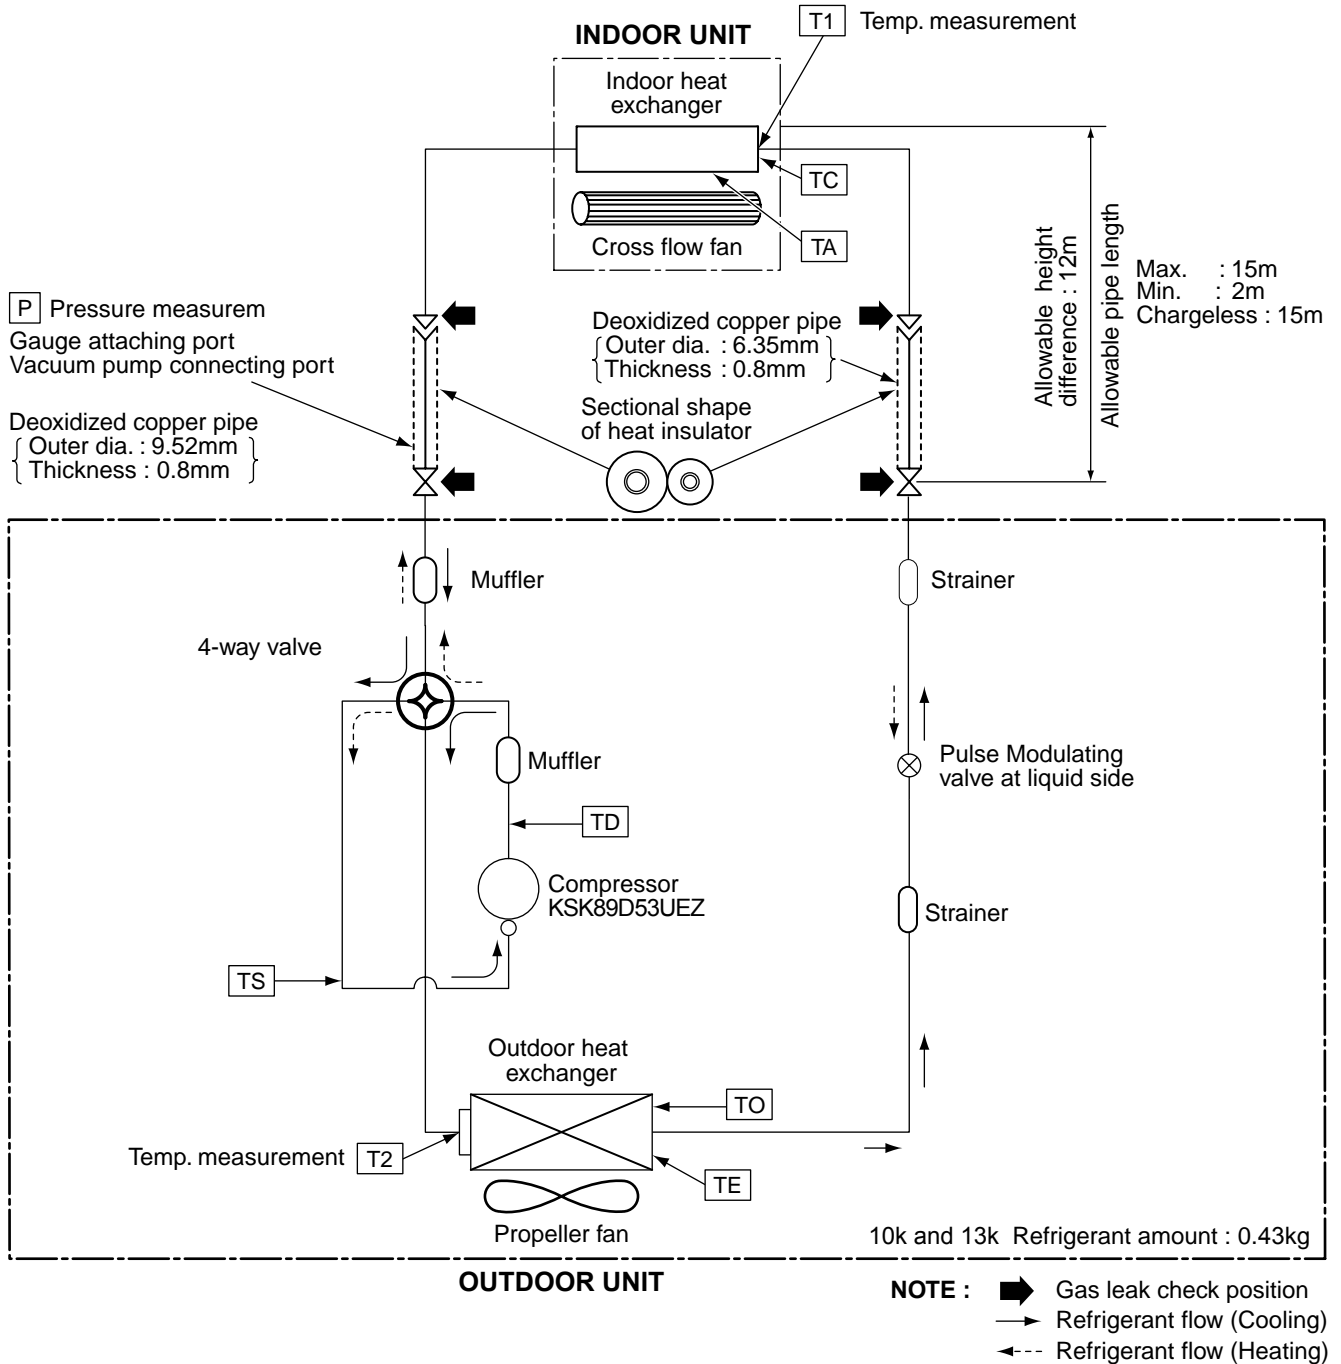 T1 Temp. measurement
INDOOR UNIT
Indoor heat
exchanger
TC
Cross flow fan
TA
Allowable height
difference : 12m
Allowable pipe length
Max. : 15m
Min. : 2m
Chargeless : 15m
P Pressure measurem
Gauge attaching port
Vacuum pump connecting port
Deoxidized copper pipe
Outer dia. : 9.52mm
Thickness : 0.8mm
Deoxidized copper pipe
Outer dia. : 6.35mm
Thickness : 0.8mm
Sectional shape
of heat insulator
Muffler
Strainer
4-way valve
Muffler
Pulse Modulating
valve at liquid side
TD
Compressor
KSK89D53UEZ
Strainer
TS
Outdoor heat
exchanger
TO
Temp. measurement T2
TE
Propeller fan
10k and 13k Refrigerant amount : 0.43kg
OUTDOOR UNIT
NOTE : Gas leak check position
Refrigerant flow (Cooling)
Refrigerant flow (Heating)